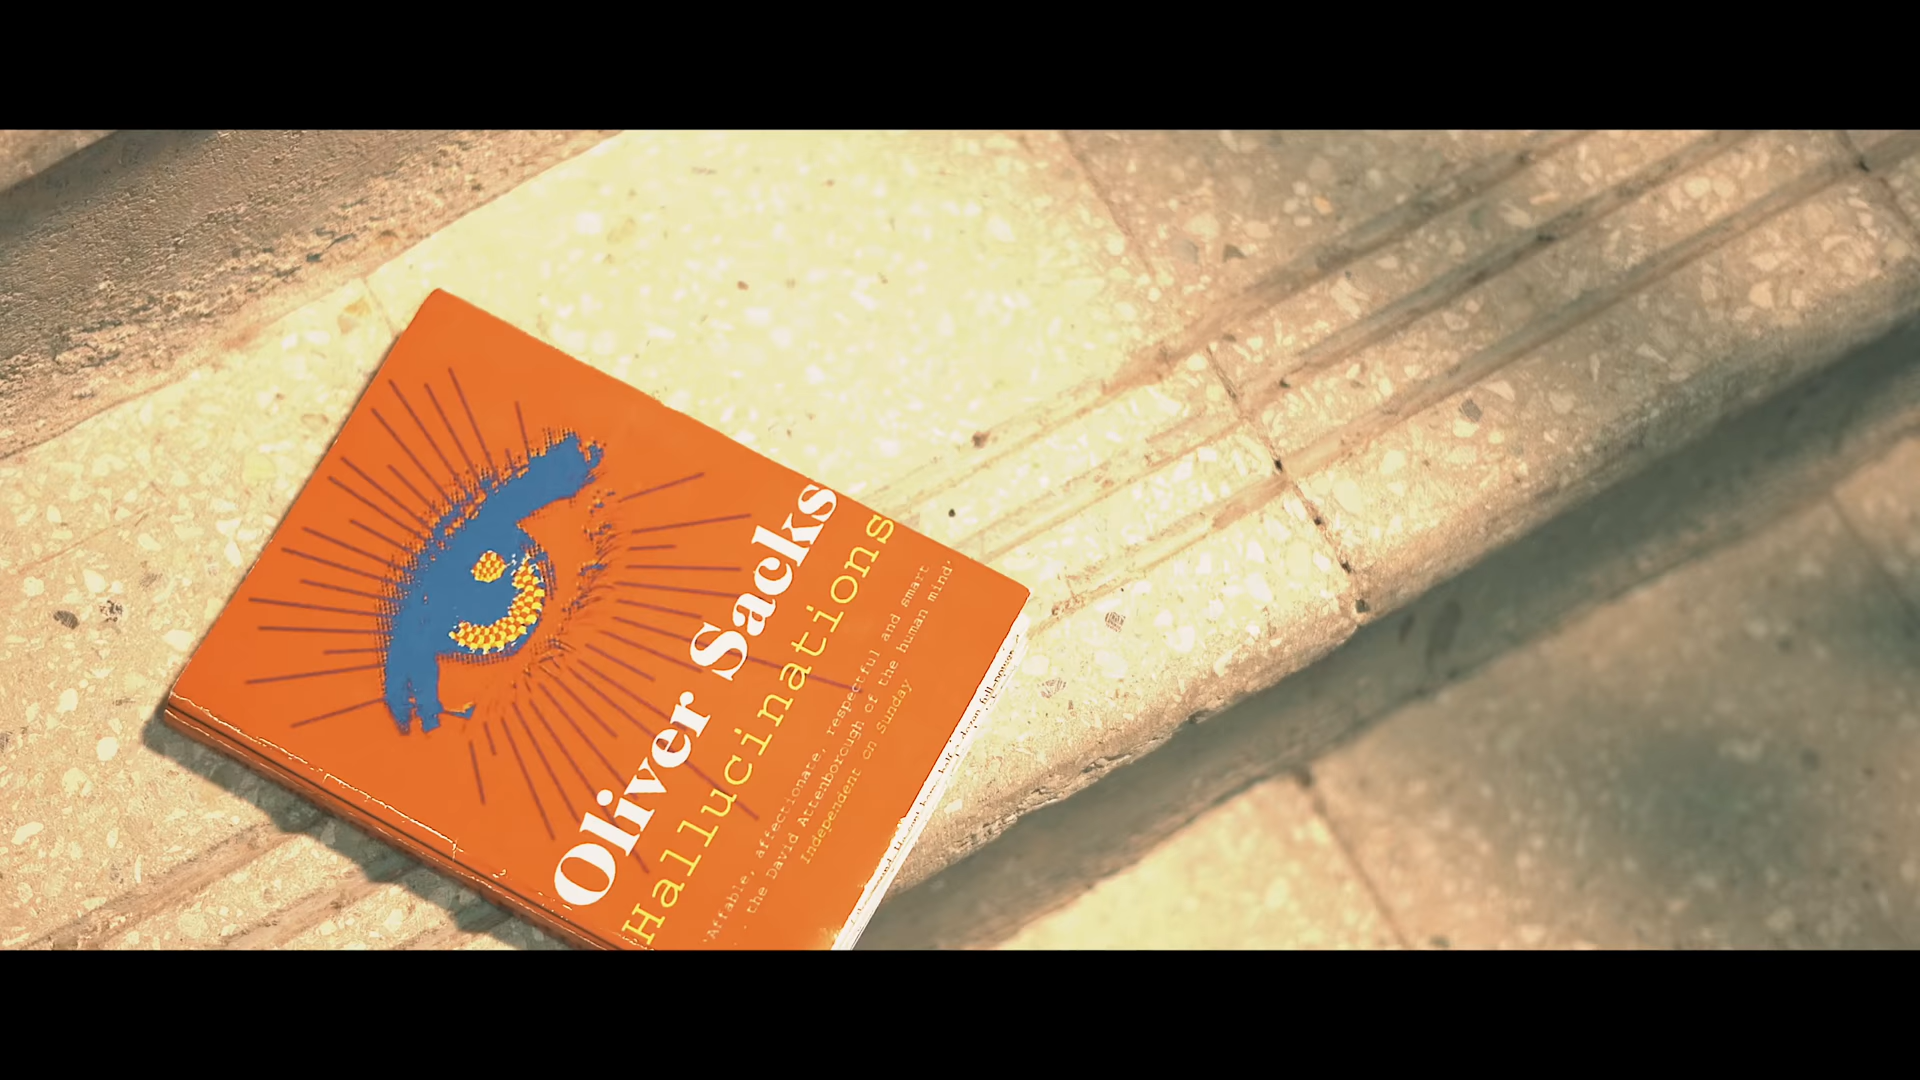 Oliver Sacks
Hallucinations
'Affable, affectionate, respectful and smart
... the David Attenborough of the human mind'
Independent on Sunday